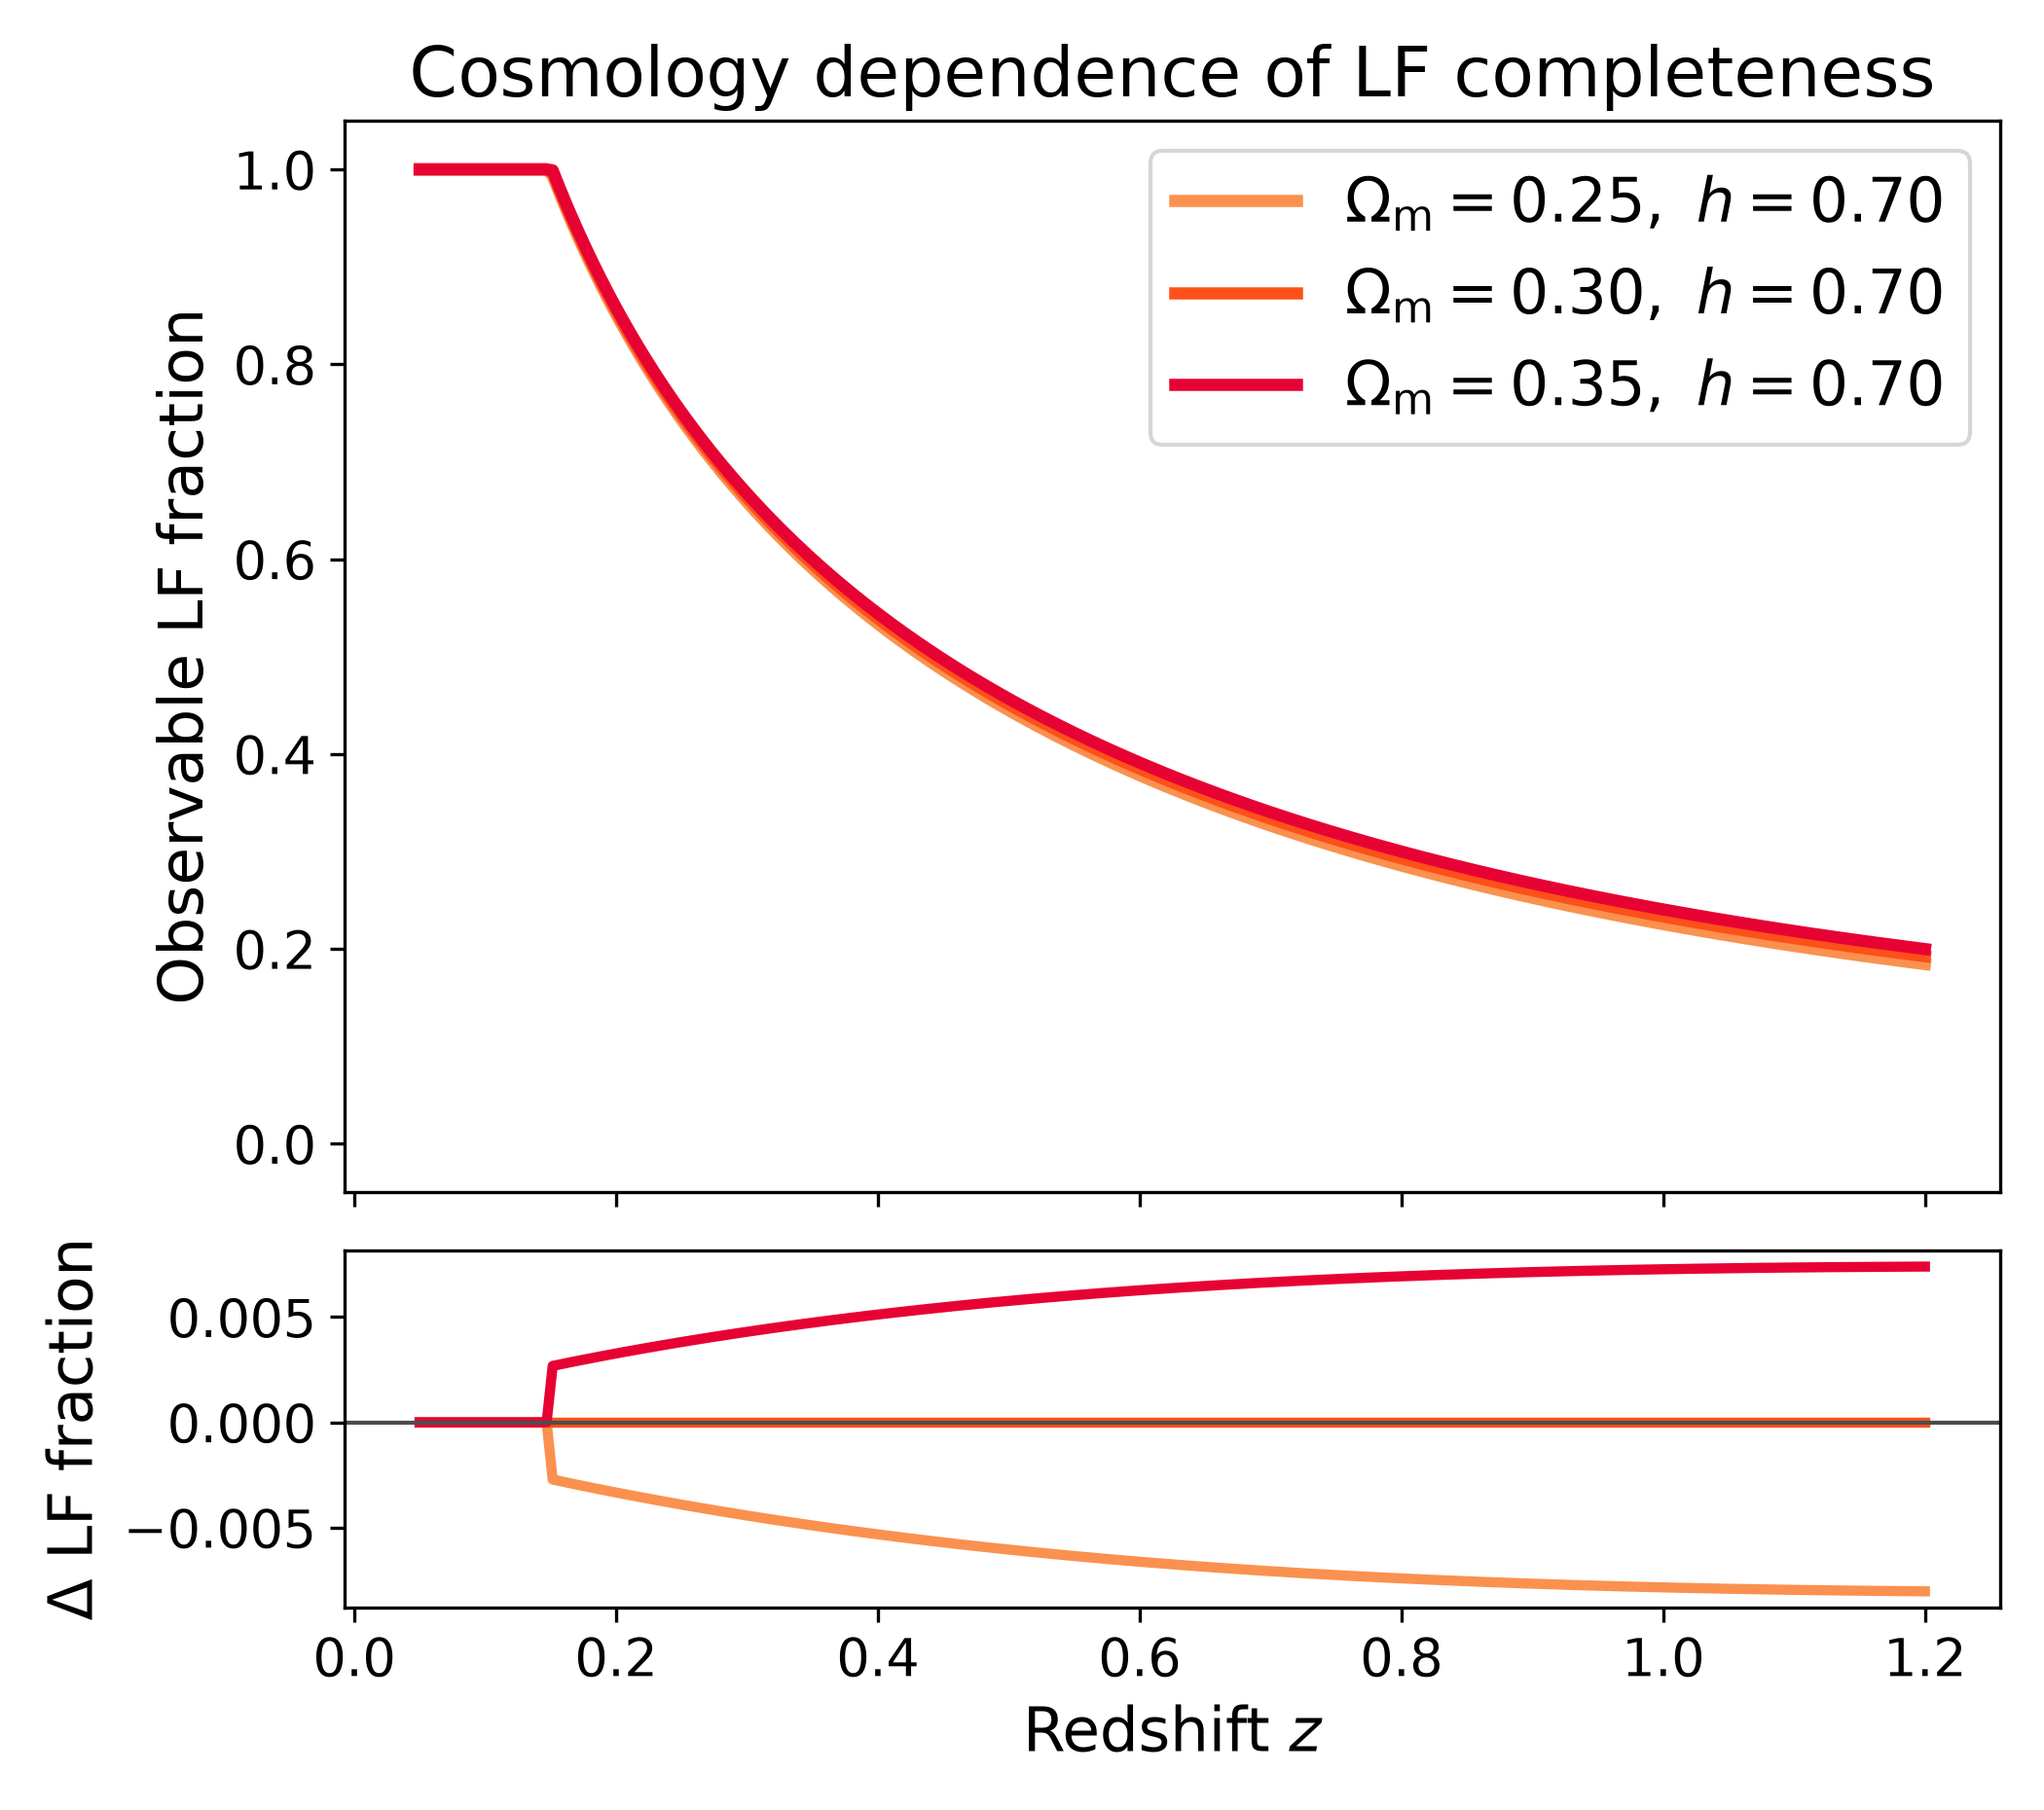 Cosmology dependence of LF completeness
Observable LF fraction
1.0
0.8
0.6
0.4
0.2
0.0
Ωm = 0.25, h = 0.70
Ωm = 0.30, h = 0.70
Ωm = 0.35, h = 0.70
Δ LF fraction
0.005
0.000
−0.005
0.0 0.2 0.4 0.6 0.8 1.0 1.2
Redshift z